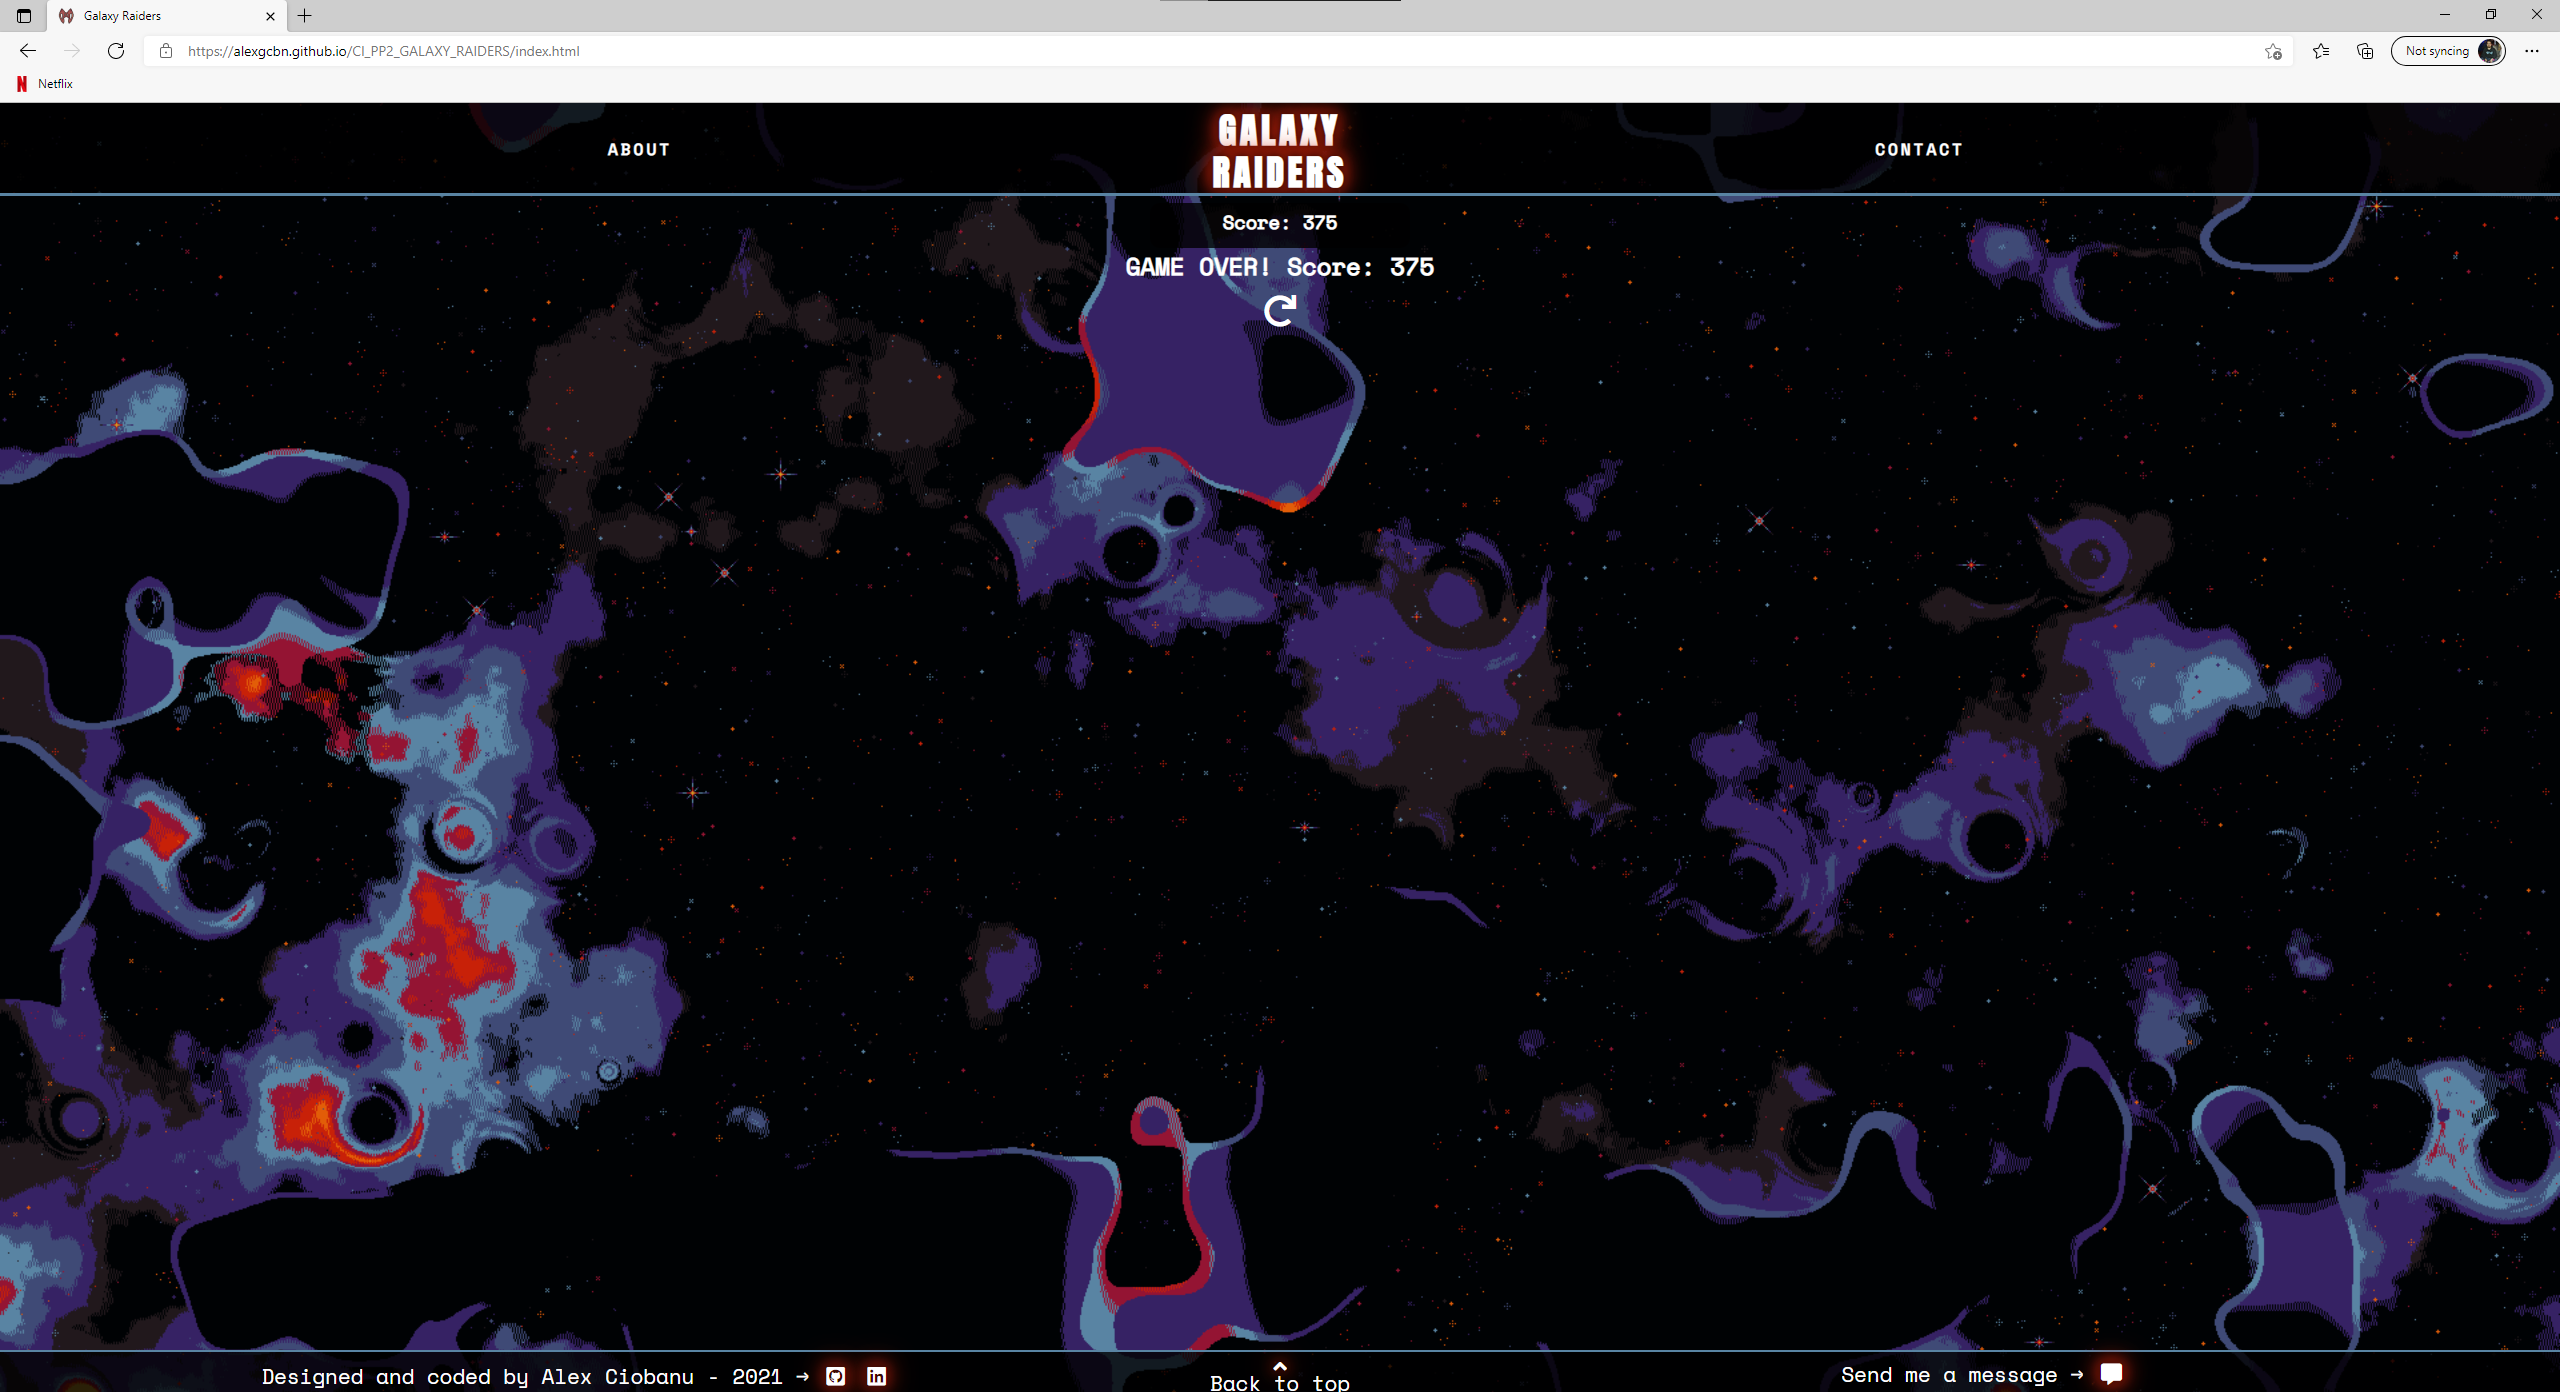 Galaxy Raiders
https://alexgcbn.github.io/CI_PP2_GALAXY_RAIDERS/index.html
Not syncing
Netflix
ABOUT
GALAXY
RAIDERS
CONTACT
Score: 375
GAME OVER! Score: 375
Designed and coded by Alex Ciobanu - 2021 →
Back to top
Send me a message →